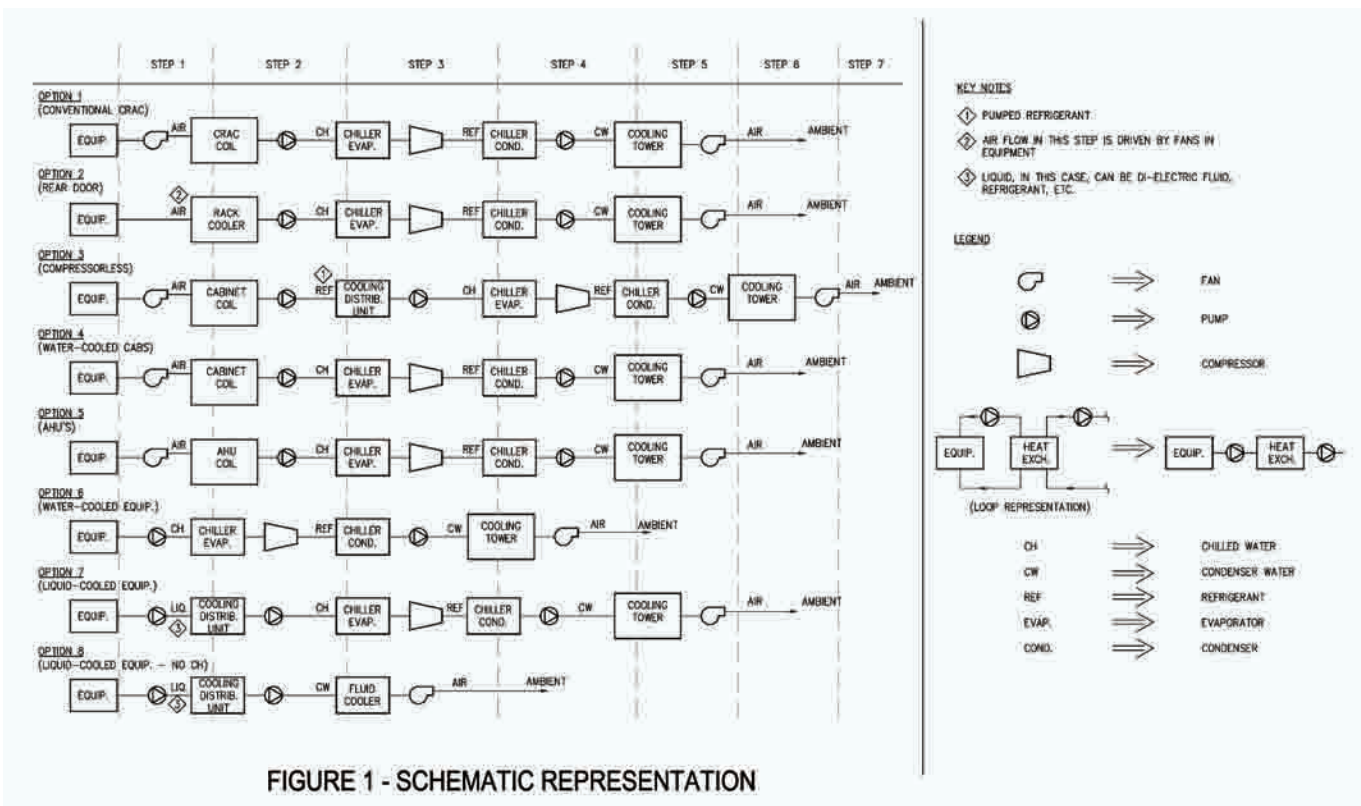 STEP 1 STEP 2 STEP 3 STEP 4 STEP 5 STEP 6 STEP 7
OPTION 1
(CONVENTIONAL CRAC)
EQUIP. AIR CRAC COIL CH CHILLER EVAP. REF CHILLER COND. CW COOLING TOWER AIR AMBIENT
OPTION 2
(REAR DOOR)
2
EQUIP. AIR RACK COOLER CH CHILLER EVAP. REF CHILLER COND. CW COOLING TOWER AIR AMBIENT
OPTION 3
(COMPRESSORLESS)
1
EQUIP. AIR CABINET COIL REF COOLING DISTRIB. UNIT CH CHILLER EVAP. REF CHILLER COND. CW COOLING TOWER AIR AMBIENT
OPTION 4
(WATER-COOLED CABS)
EQUIP. AIR CABINET COIL CH CHILLER EVAP. REF CHILLER COND. CW COOLING TOWER AIR AMBIENT
OPTION 5
(AHU'S)
EQUIP. AIR AHU COIL CH CHILLER EVAP. REF CHILLER COND. CW COOLING TOWER AIR AMBIENT
OPTION 6
(WATER-COOLED EQUIP.)
EQUIP. CH CHILLER EVAP. REF CHILLER COND. CW COOLING TOWER AIR AMBIENT
OPTION 7
(LIQUID-COOLED EQUIP.)
EQUIP. LIQ. 3 COOLING DISTRIB. UNIT CH CHILLER EVAP. REF CHILLER COND. CW COOLING TOWER AIR AMBIENT
OPTION 8
(LIQUID-COOLED EQUIP. - NO CH)
EQUIP. LIQ. 3 COOLING DISTRIB. UNIT CW FLUID COOLER AIR AMBIENT
KEY NOTES
1 PUMPED REFRIGERANT
2 AIR FLOW IN THIS STEP IS DRIVEN BY FANS IN
EQUIPMENT
3 LIQUID, IN THIS CASE, CAN BE DI-ELECTRIC FLUID,
REFRIGERANT, ETC.
LEGEND
FAN
PUMP
COMPRESSOR
EQUIP. HEAT EXCH. EQUIP. HEAT EXCH.
(LOOP REPRESENTATION)
CH CHILLED WATER
CW CONDENSER WATER
REF REFRIGERANT
EVAP. EVAPORATOR
COND. CONDENSER
FIGURE 1 - SCHEMATIC REPRESENTATION